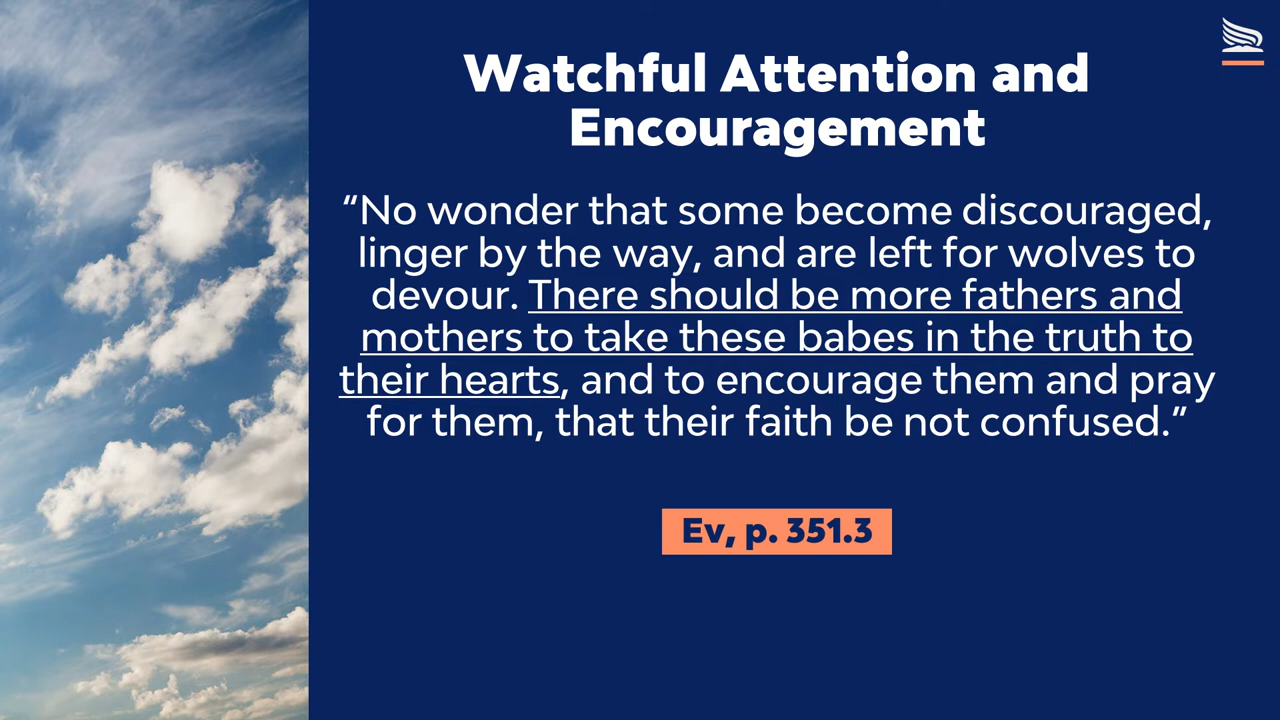 Watchful Attention and
Encouragement
“No wonder that some become discouraged,
linger by the way, and are left for wolves to
devour. There should be more fathers and
mothers to take these babes in the truth to
their hearts, and to encourage them and pray
for them, that their faith be not confused.”
Ev, p. 351.3